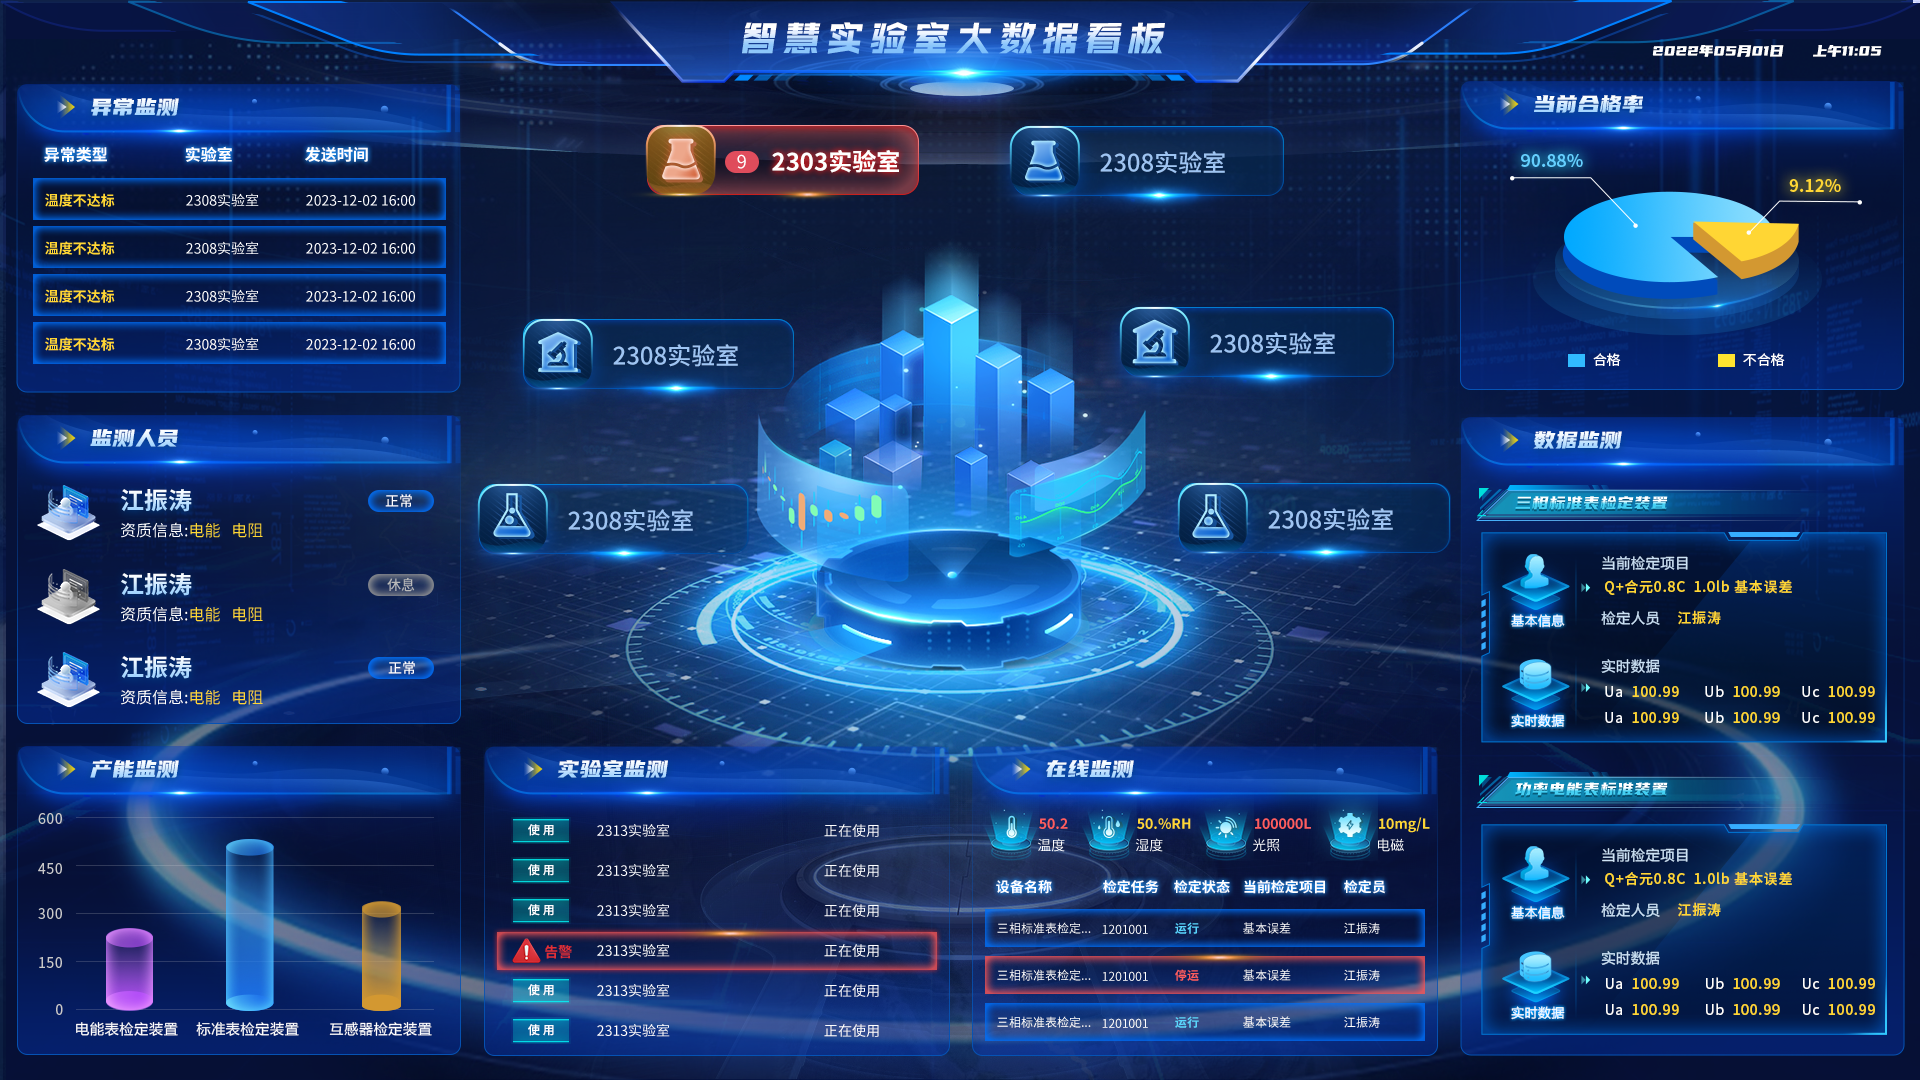 智慧实验室大数据看板
2022年05月01日 上午11:05
异常监测
异常类型 实验室 发送时间
温度不达标 2308实验室 2023-12-02 16:00
温度不达标 2308实验室 2023-12-02 16:00
温度不达标 2308实验室 2023-12-02 16:00
温度不达标 2308实验室 2023-12-02 16:00
监测人员
江振涛 正常
资质信息:电能 电阻
江振涛 休息
资质信息:电能 电阻
江振涛 正常
资质信息:电能 电阻
产能监测
600
450
300
150
0
电能表检定装置 标准表检定装置 互感器检定装置
9 2303实验室
2308实验室
2308实验室
2308实验室
2308实验室
2308实验室
实验室监测
使用 2313实验室 正在使用
使用 2313实验室 正在使用
使用 2313实验室 正在使用
告警 2313实验室 正在使用
使用 2313实验室 正在使用
使用 2313实验室 正在使用
在线监测
50.2 50.%RH 100000L 10mg/L
温度 湿度 光照 电磁
设备名称 检定任务 检定状态 当前检定项目 检定员
三相标准表检定... 1201001 运行 基本误差 江振涛
三相标准表检定... 1201001 停运 基本误差 江振涛
三相标准表检定... 1201001 运行 基本误差 江振涛
当前合格率
90.88%
9.12%
合格 不合格
数据监测
三相标准表检定装置
当前检定项目
Q+合元0.8C 1.0lb 基本误差
基本信息
检定人员 江振涛
实时数据
Ua 100.99 Ub 100.99 Uc 100.99
实时数据
Ua 100.99 Ub 100.99 Uc 100.99
功率电能表标准装置
当前检定项目
Q+合元0.8C 1.0lb 基本误差
基本信息
检定人员 江振涛
实时数据
Ua 100.99 Ub 100.99 Uc 100.99
实时数据
Ua 100.99 Ub 100.99 Uc 100.99